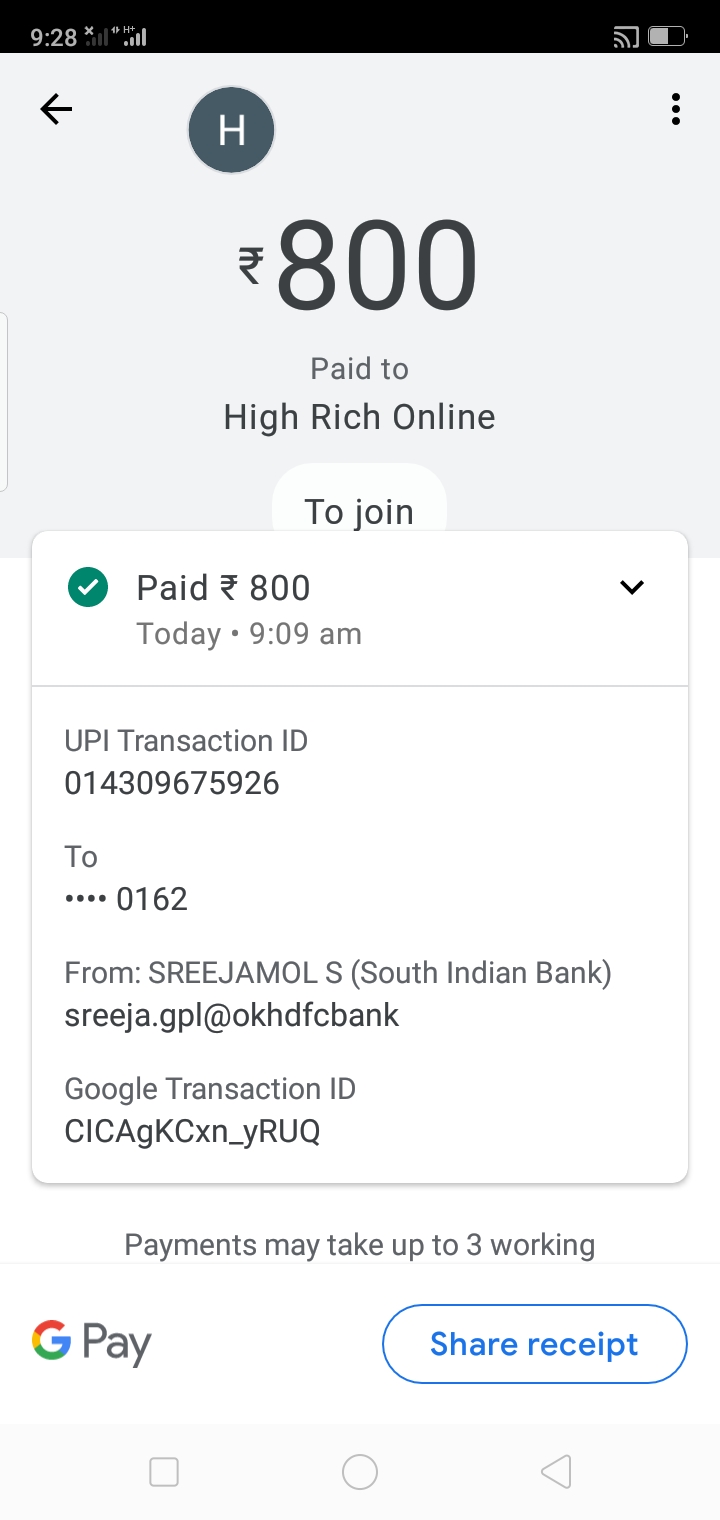 9:28
H+
H
₹800
Paid to
High Rich Online
To join
Paid ₹ 800
Today • 9:09 am
UPI Transaction ID
014309675926
To
•••• 0162
From: SREEJAMOL S (South Indian Bank)
sreeja.gpl@okhdfcbank
Google Transaction ID
CICAgKCxn_yRUQ
Payments may take up to 3 working
G Pay
Share receipt